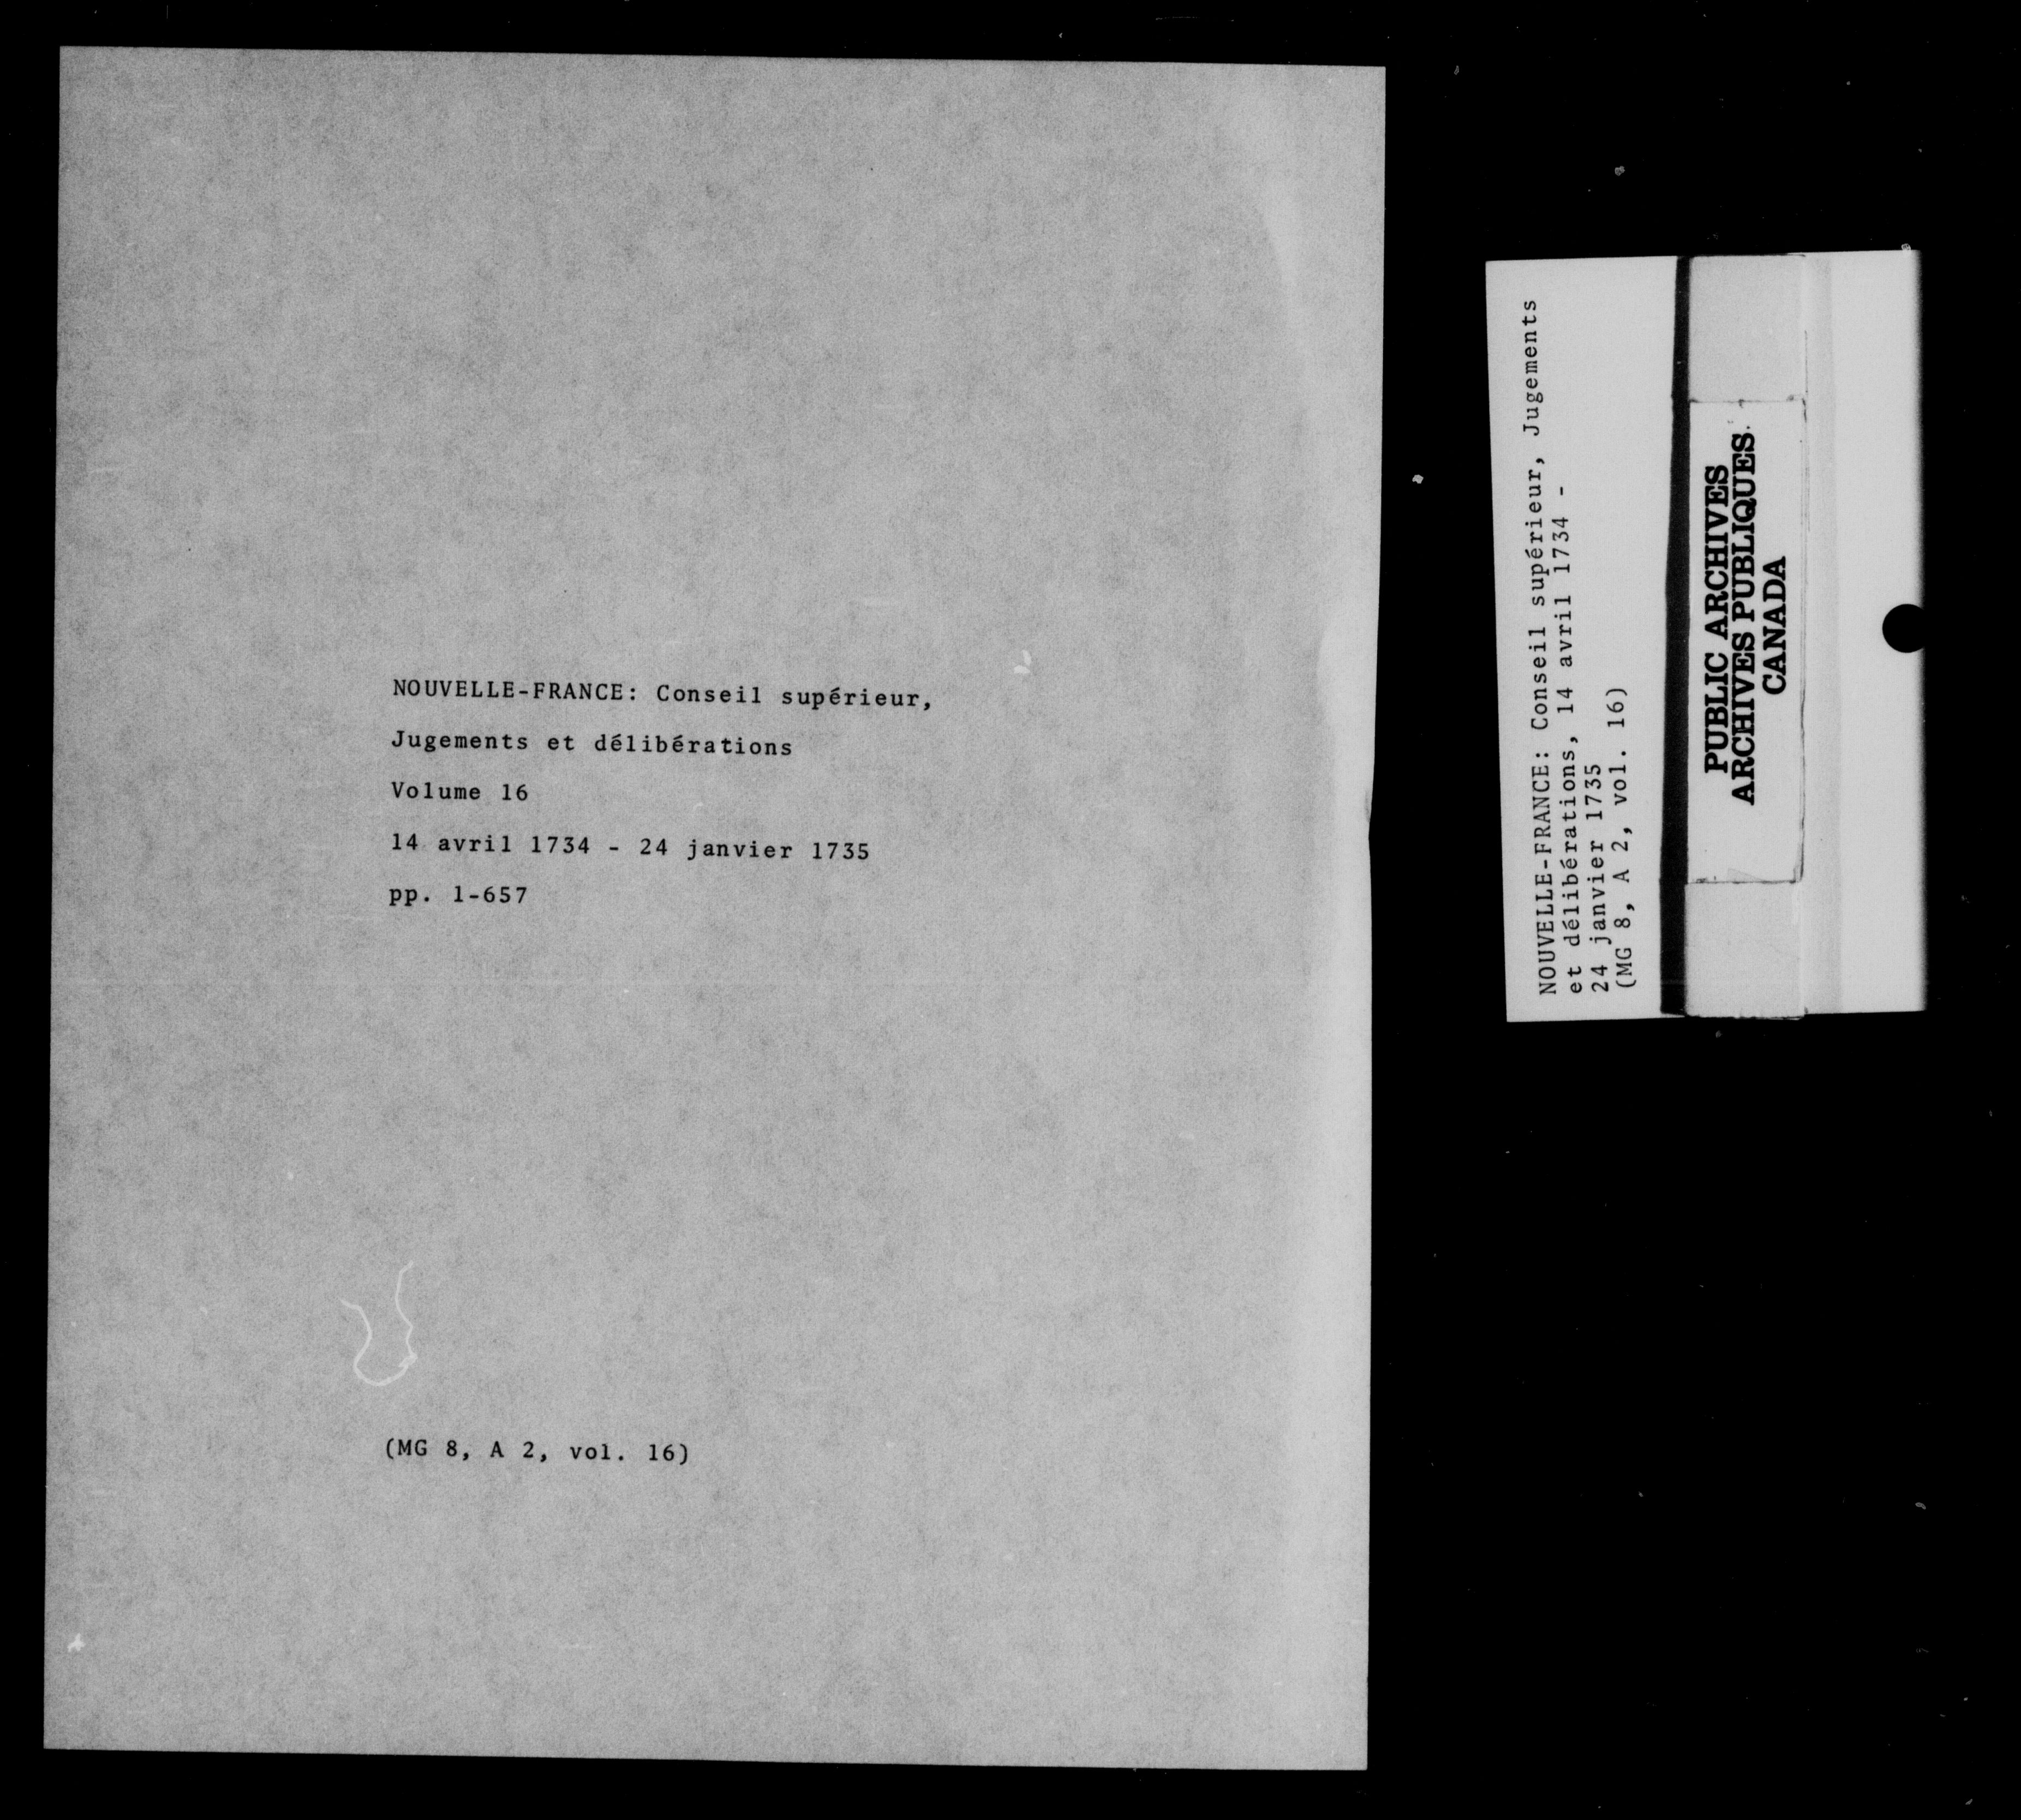 NOUVELLE-FRANCE: Conseil supérieur,
Jugements et délibérations
Volume 16
14 avril 1734 - 24 janvier 1735
pp. 1-657
(MG 8, A 2, vol. 16)
NOUVELLE-FRANCE: Conseil supérieur, Jugements
et délibérations, 14 avril 1734 -
24 janvier 1735
(MG 8, A 2, vol. 16)
PUBLIC ARCHIVES
ARCHIVES PUBLIQUES
CANADA